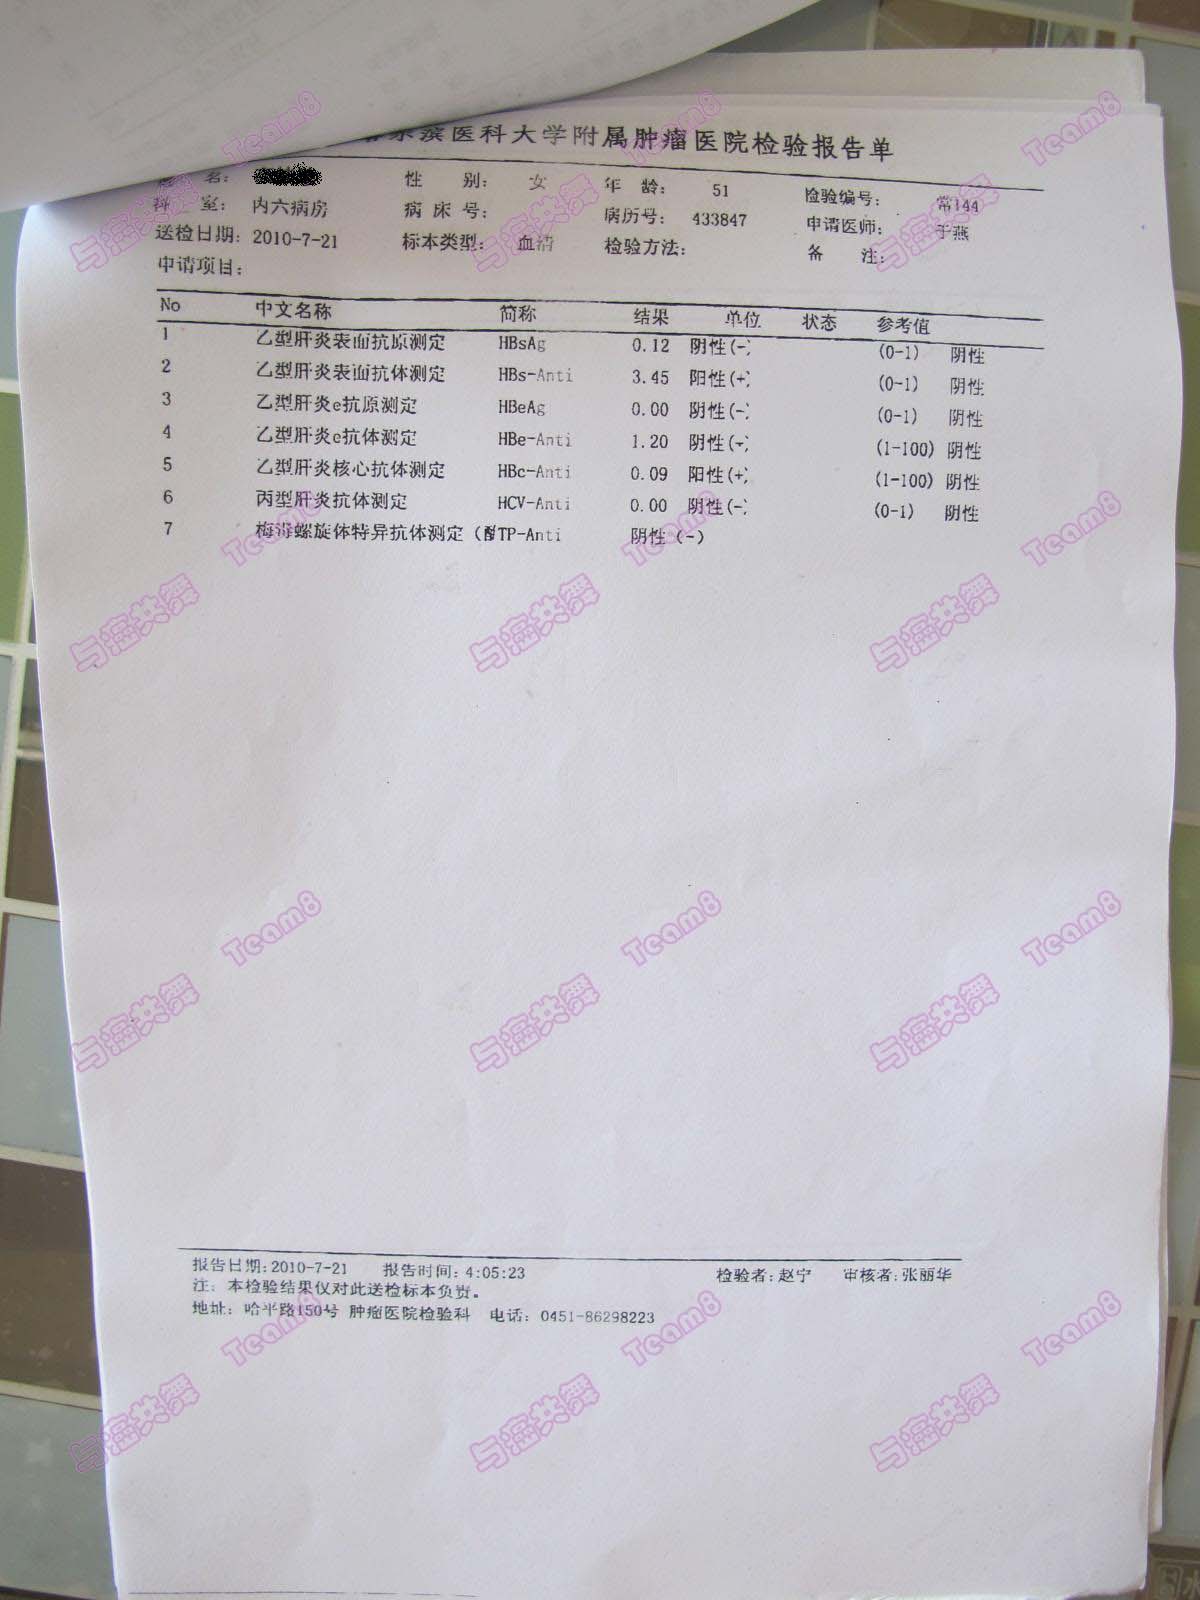 尔滨医科大学附属肿瘤医院检验报告单
名: 性 别: 女 年 龄: 51 检验编号: 常144
科 室: 内六病房 病 床 号: 病历号: 433847 申请医师: 于燕
送检日期: 2010-7-21 标本类型: 血清 检验方法: 备 注:
申请项目:
No 中文名称 简称 结果 单位 状态 参考值
1 乙型肝炎表面抗原测定 HBsAg 0.12 阴性(-) (0-1) 阴性
2 乙型肝炎表面抗体测定 HBs-Anti 3.45 阳性(+) (0-1) 阴性
3 乙型肝炎e抗原测定 HBeAg 0.00 阴性(-) (0-1) 阴性
4 乙型肝炎e抗体测定 HBe-Anti 1.20 阴性(-) (1-100) 阴性
5 乙型肝炎核心抗体测定 HBc-Anti 0.09 阳性(+) (1-100) 阴性
6 丙型肝炎抗体测定 HCV-Anti 0.00 阴性(-) (0-1) 阴性
7 梅毒螺旋体特异抗体测定（酶TP-Anti 阴性（-）
报告日期:2010-7-21 报告时间: 4:05:23 检验者:赵宁 审核者:张丽华
注: 本检验结果仅对此送检标本负责。
地址: 哈平路150号 肿瘤医院检验科 电话: 0451-86298223
与癌共舞 Team8